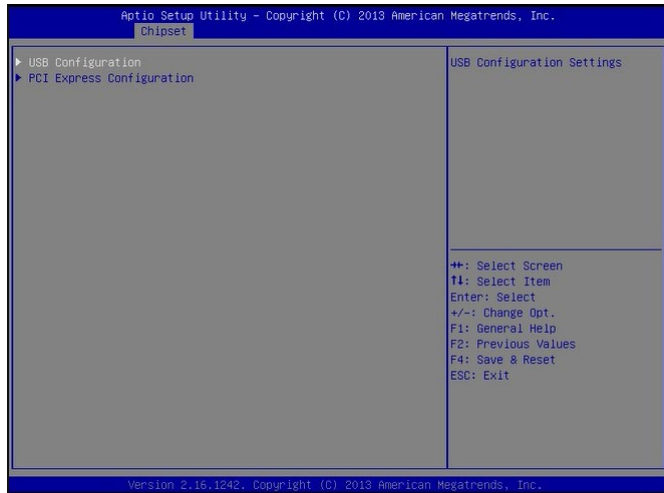 Aptio Setup Utility – Copyright (C) 2013 American Megatrends, Inc.
Chipset
▶ USB Configuration
▶ PCI Express Configuration
USB Configuration Settings
→←: Select Screen
↑↓: Select Item
Enter: Select
+/-: Change Opt.
F1: General Help
F2: Previous Values
F4: Save & Reset
ESC: Exit
Version 2.16.1242. Copyright (C) 2013 American Megatrends, Inc.